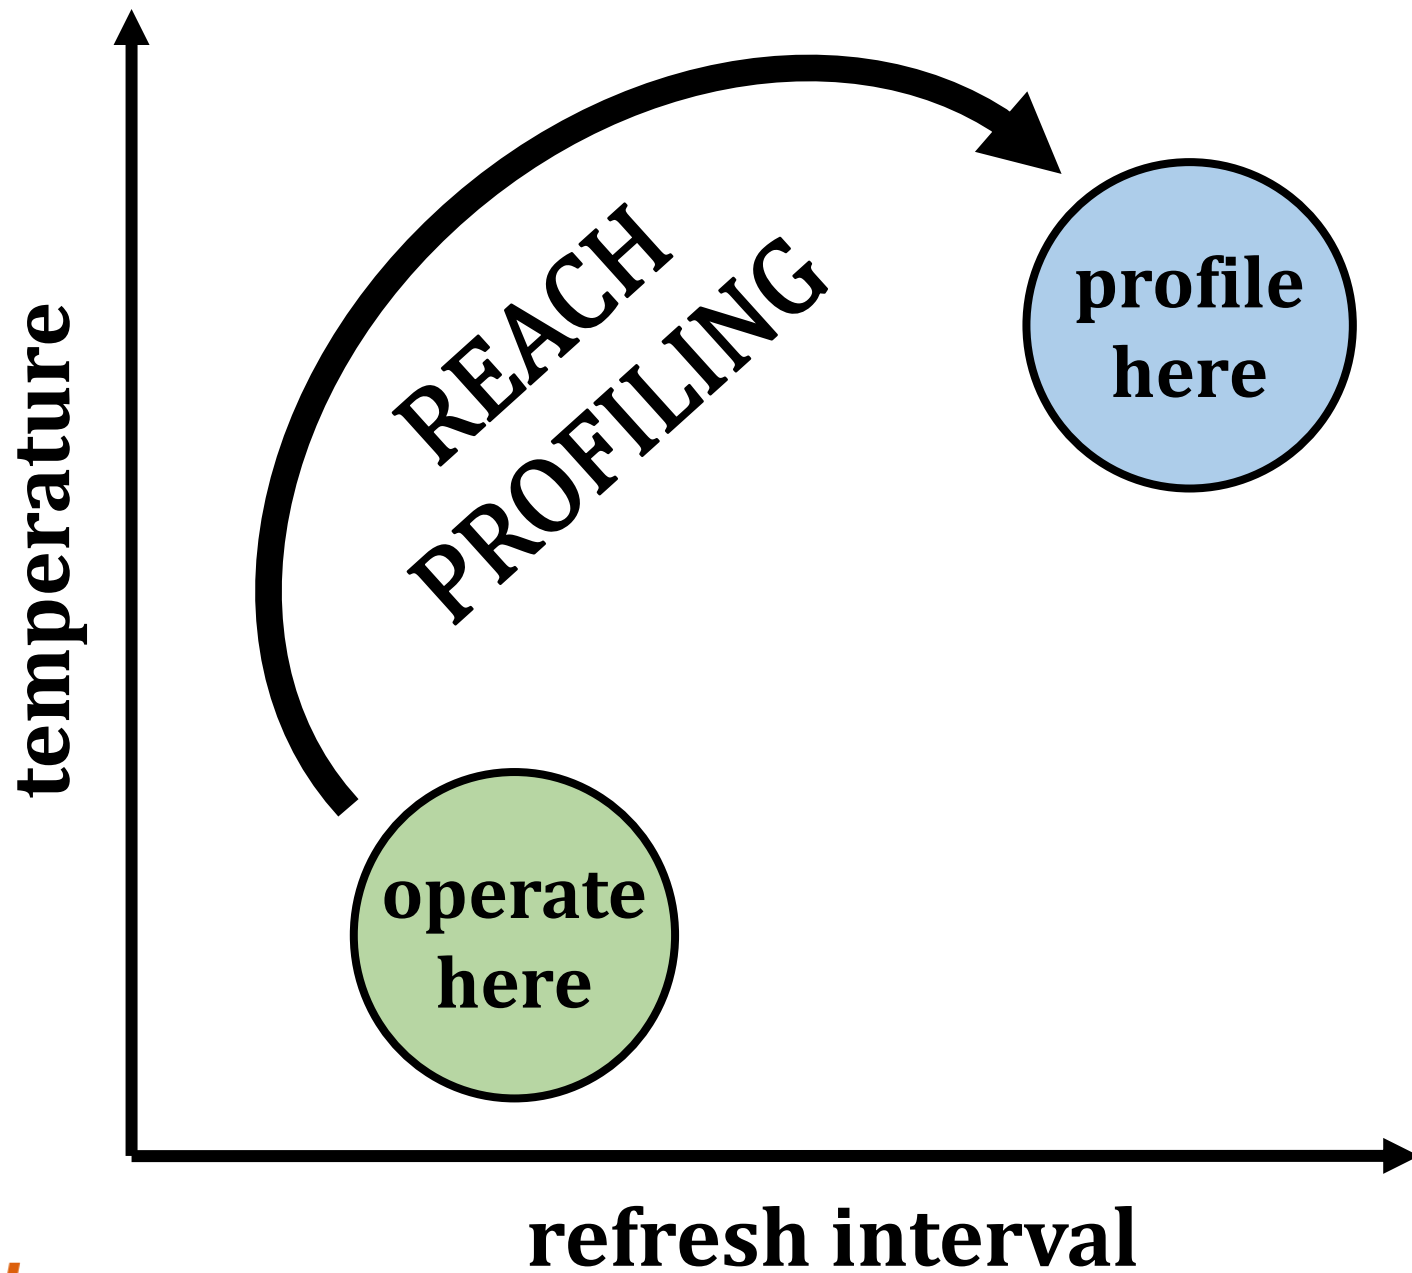 REACH
PROFILING
profile
here
temperature
operate
here
refresh interval